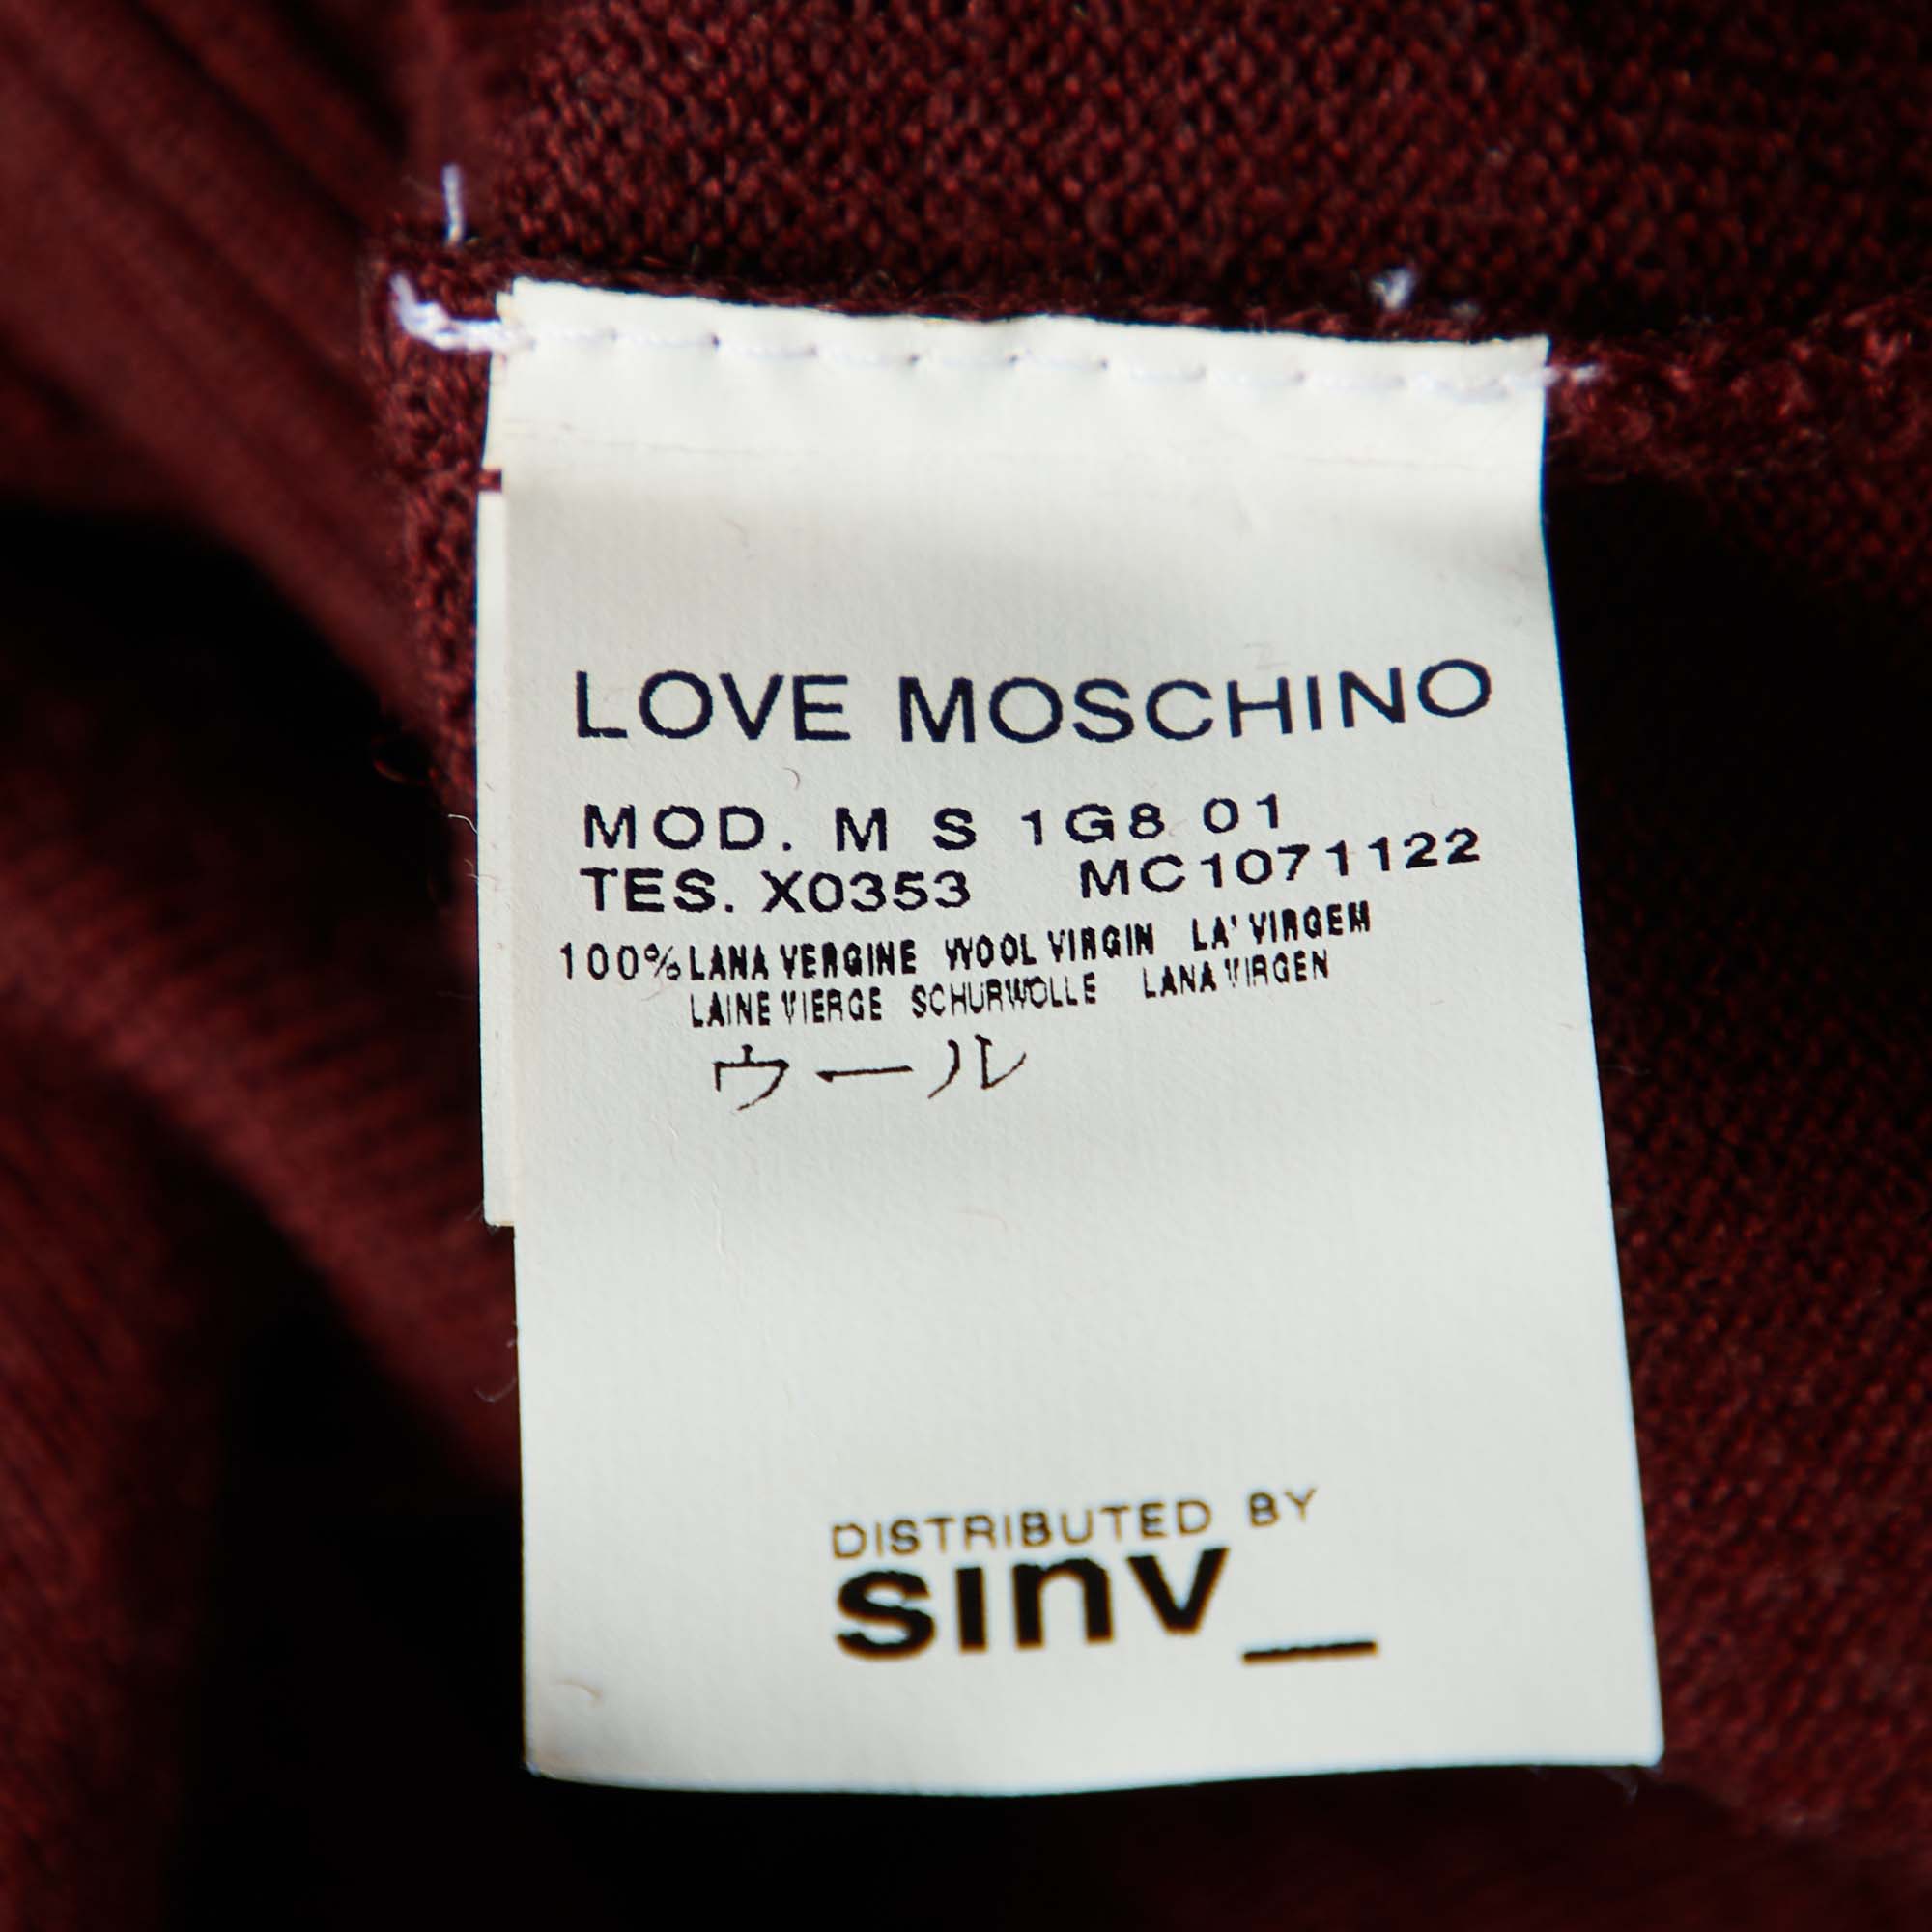 LOVE MOSCHINO
MOD. M S 1G8 01
TES. X0353 MC1071122
100% LANA VERGINE WOOL VIRGIN LA' VIRGEM
LAINE VIERGE SCHURWOLLE LANA VIRGEN
ウール
DISTRIBUTED BY
sınv_